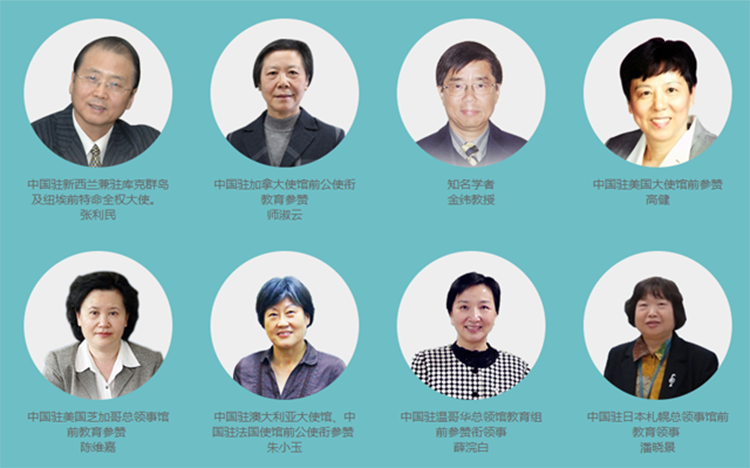 中国驻新西兰兼驻库克群岛
及纽埃前特命全权大使。
张利民
中国驻加拿大使馆前公使衔
教育参赞
师淑云
知名学者
金纬教授
中国驻美国大使馆前参赞
高健
中国驻美国芝加哥总领事馆
前教育参赞
陈维嘉
中国驻澳大利亚大使馆、中
国驻法国使馆前公使衔参赞
朱小玉
中国驻温哥华总领馆教育组
前参赞衔领事
薛浣白
中国驻日本札幌总领事馆前
教育领事
潘晓景